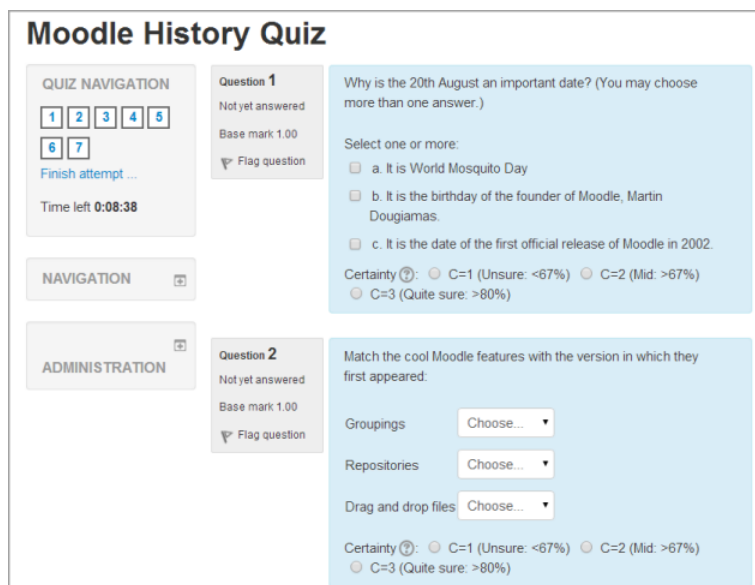 Moodle History Quiz
QUIZ NAVIGATION
1 2 3 4 5
6 7
Finish attempt ...
Time left 0:08:38
NAVIGATION
ADMINISTRATION
Question 1
Not yet answered
Base mark 1.00
Flag question
Why is the 20th August an important date? (You may choose
more than one answer.)
Select one or more:
a. It is World Mosquito Day
b. It is the birthday of the founder of Moodle, Martin
Dougiamas.
c. It is the date of the first official release of Moodle in 2002.
Certainty ?: C=1 (Unsure: <67%) C=2 (Mid: >67%)
C=3 (Quite sure: >80%)
Question 2
Not yet answered
Base mark 1.00
Flag question
Match the cool Moodle features with the version in which they
first appeared:
Groupings Choose...
Repositories Choose...
Drag and drop files Choose...
Certainty ?: C=1 (Unsure: <67%) C=2 (Mid: >67%)
C=3 (Quite sure: >80%)